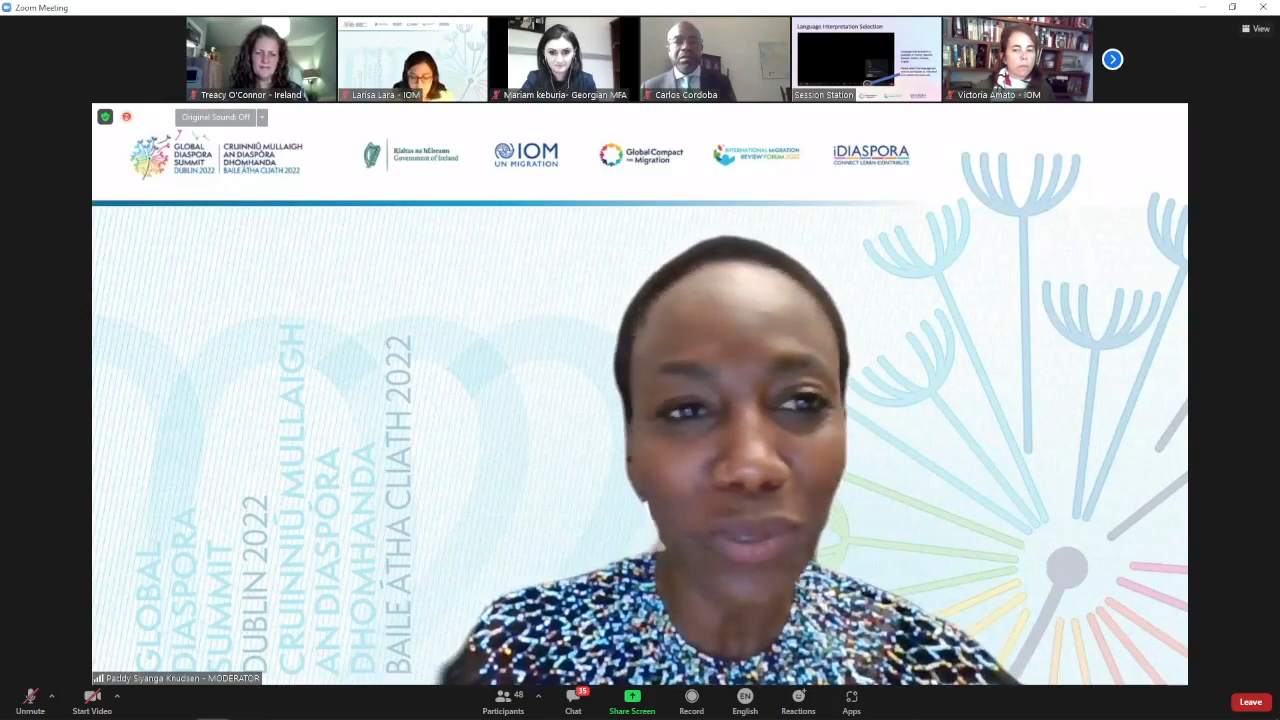 Zoom Meeting
View
Treacy O'Connor - Ireland
Larisa Lara - IOM
Mariam keburia- Georgian MFA
Carlos Cordoba
Language Interpretation Selection
Session Station
Victoria Amato - IOM
Original Sound: Off
GLOBAL
DIASPORA
SUMMIT
DUBLIN 2022
CRUINNIÚ MULLAIGH
AN DIASPÓRA
DHOMHANDA
BAILE ÁTHA CLIATH 2022
Rialtas na hÉireann
Government of Ireland
IOM
UN MIGRATION
Global Compact
for Migration
INTERNATIONAL MIGRATION
REVIEW FORUM 2022
iDIASPORA
CONNECT LEARN CONTRIBUTE
GLOBAL
DIASPORA
SUMMIT
DUBLIN 2022
CRUINNIÚ MULLAIGH
AN DIASPÓRA
DHOMHANDA
BAILE ÁTHACLIATH 2022
Paddy Siyanga Knudsen - MODERATOR
Unmute
Start Video
48
Participants
35
Chat
Share Screen
Record
EN
English
Reactions
Apps
Leave